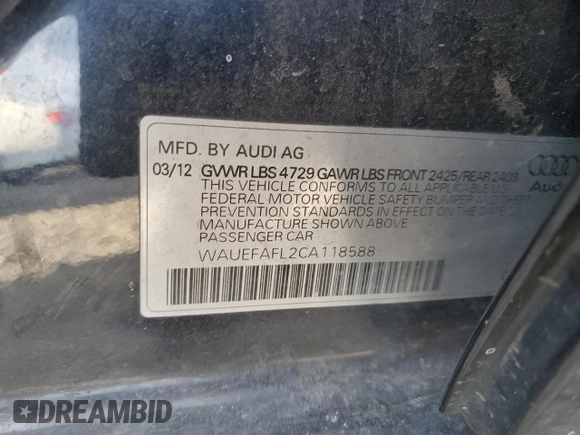 MFD. BY AUDI AG
03/12 GVWR LBS 4729 GAWR LBS FRONT 2425/REAR 2403
THIS VEHICLE CONFORMS TO ALL APPLICABLE U.S.
FEDERAL MOTOR VEHICLE SAFETY, BUMPER AND THEFT
PREVENTION STANDARDS IN EFFECT ON THE DATE
MANUFACTURE SHOWN ABOVE
PASSENGER CAR
WAUEFAFL2CA118588
Audi
DREAMBID